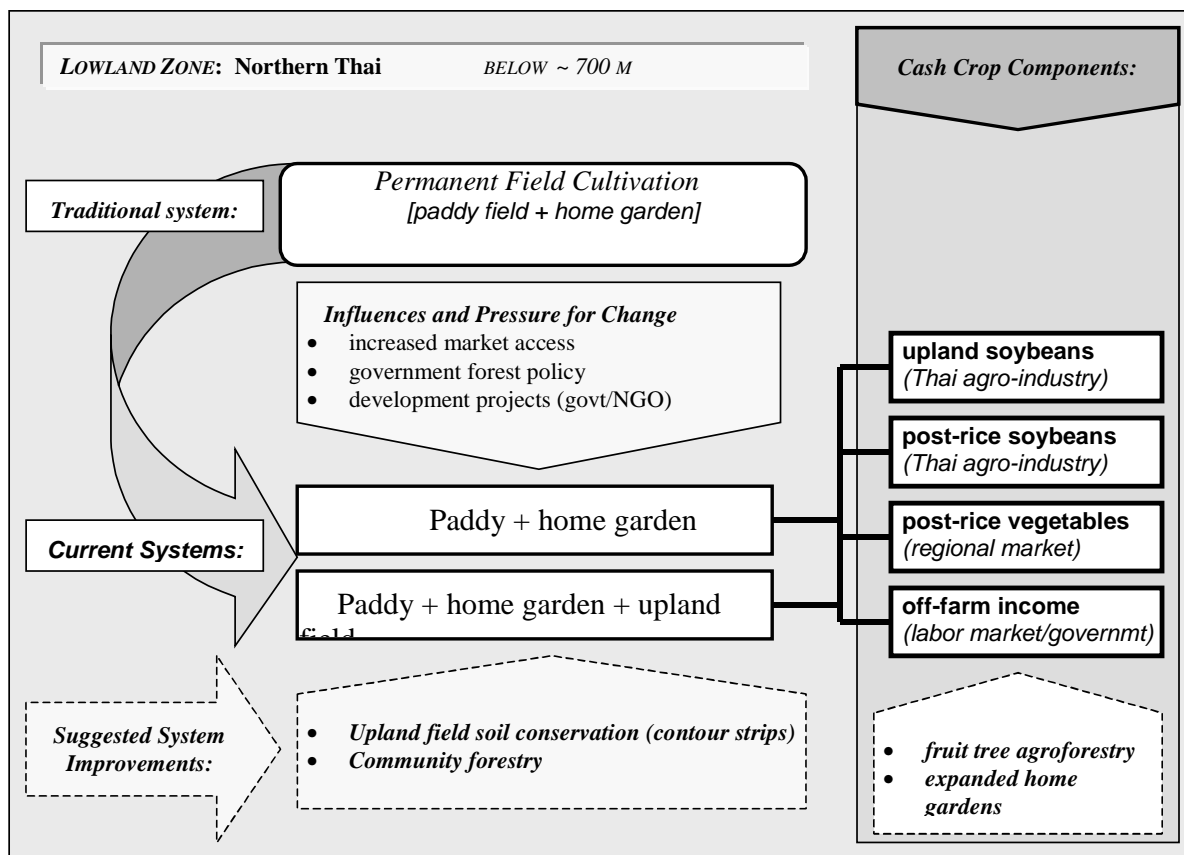 LOWLAND ZONE: Northern Thai BELOW ~ 700 M
Cash Crop Components:
Traditional system:
Permanent Field Cultivation
[paddy field + home garden]
Influences and Pressure for Change
• increased market access
• government forest policy
• development projects (govt/NGO)
upland soybeans
(Thai agro-industry)
post-rice soybeans
(Thai agro-industry)
post-rice vegetables
(regional market)
off-farm income
(labor market/governmt)
Current Systems:
Paddy + home garden
Paddy + home garden + upland
field
Suggested System
Improvements:
• Upland field soil conservation (contour strips)
• Community forestry
• fruit tree agroforestry
• expanded home
gardens